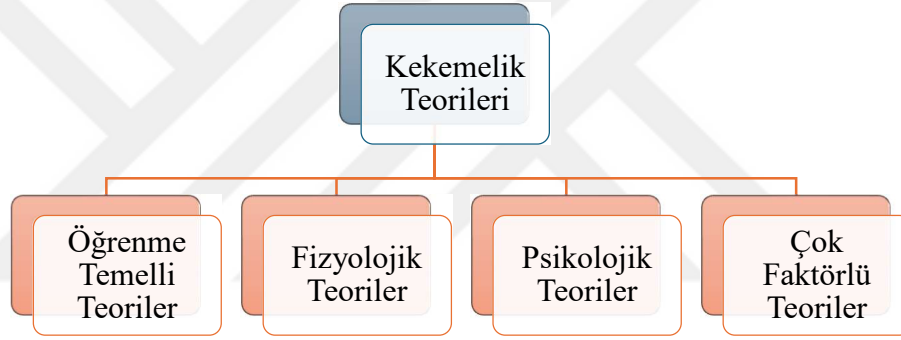 Kekemelik
Teorileri
Öğrenme
Temelli
Teoriler
Fizyolojik
Teoriler
Psikolojik
Teoriler
Çok
Faktörlü
Teoriler